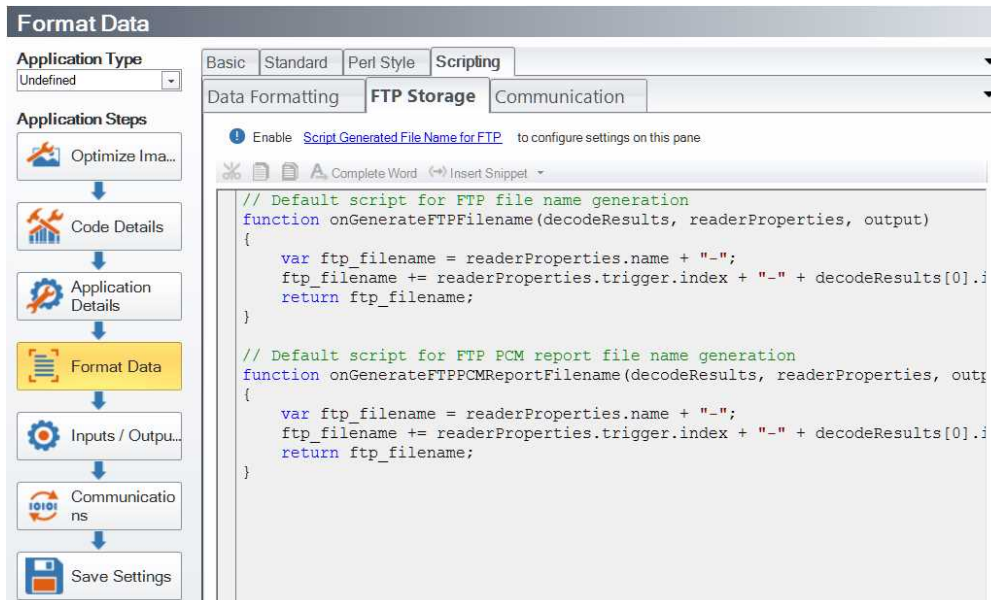 Format Data
Application Type
Undefined
Application Steps
Optimize Ima...
Code Details
Application
Details
Format Data
Inputs / Outpu...
Communicatio
ns
Save Settings
Basic Standard Perl Style Scripting
Data Formatting FTP Storage Communication
Enable Script Generated File Name for FTP to configure settings on this pane
Complete Word Insert Snippet
// Default script for FTP file name generation
function onGenerateFTPFilename(decodeResults, readerProperties, output)
{
var ftp_filename = readerProperties.name + "-";
ftp_filename += readerProperties.trigger.index + "-" + decodeResults[0].i
return ftp_filename;
}
// Default script for FTP PCM report file name generation
function onGenerateFTPPCMReportFilename(decodeResults, readerProperties, outp
{
var ftp_filename = readerProperties.name + "-";
ftp_filename += readerProperties.trigger.index + "-" + decodeResults[0].i
return ftp_filename;
}